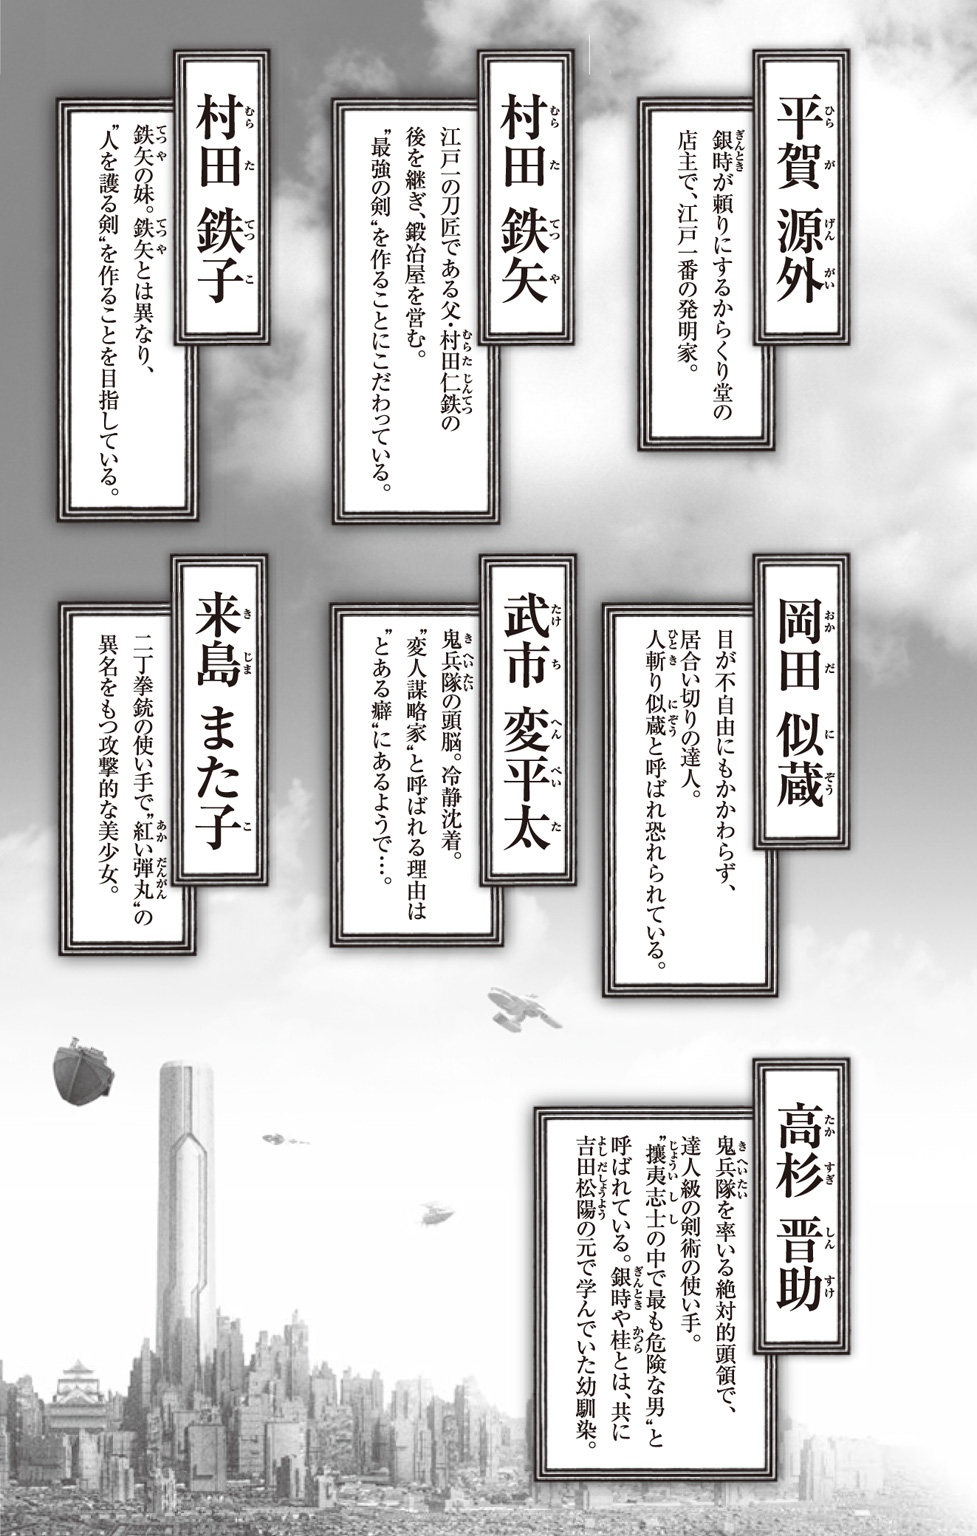 平賀 源外
銀時が頼りにするからくり堂の
店主で、江戸一番の発明家。
村田 鉄矢
江戸一の刀匠である父・村田仁鉄の
後を継ぎ、鍛冶屋を営む。
〝最強の剣〟を作ることにこだわっている。
村田 鉄子
鉄矢の妹。鉄矢とは異なり、
〝人を護る剣〟を作ることを目指している。
岡田 似蔵
目が不自由にもかかわらず、
居合い切りの達人。
人斬り似蔵と呼ばれ恐れられている。
武市 変平太
鬼兵隊の頭脳。冷静沈着。
〝変人謀略家〟と呼ばれる理由は
〝とある癖〟にあるようで…。
来島 また子
二丁拳銃の使い手で〝紅い弾丸〟の
異名をもつ攻撃的な美少女。
高杉 晋助
鬼兵隊を率いる絶対的頭領で、
達人級の剣術の使い手。
〝攘夷志士の中で最も危険な男〟と
呼ばれている。銀時や桂とは、共に
吉田松陽の元で学んでいた幼馴染。